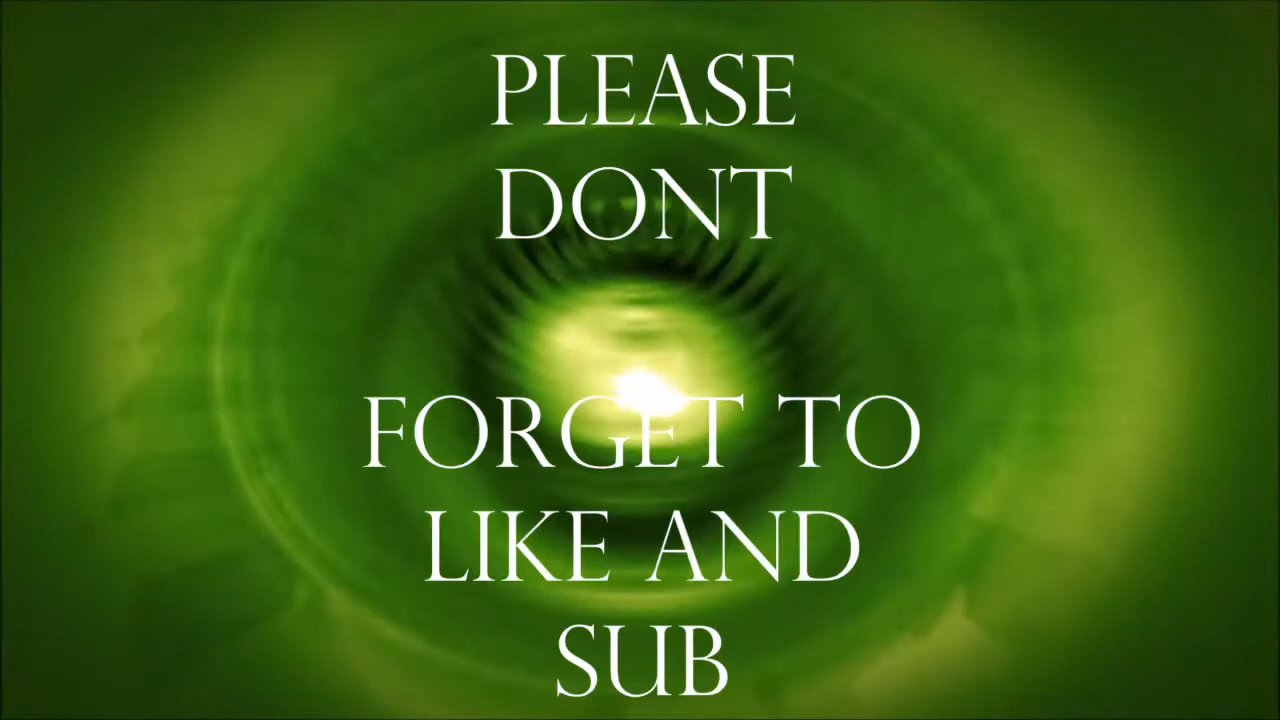 PLEASE
DONT
FORGET TO
LIKE AND
SUB